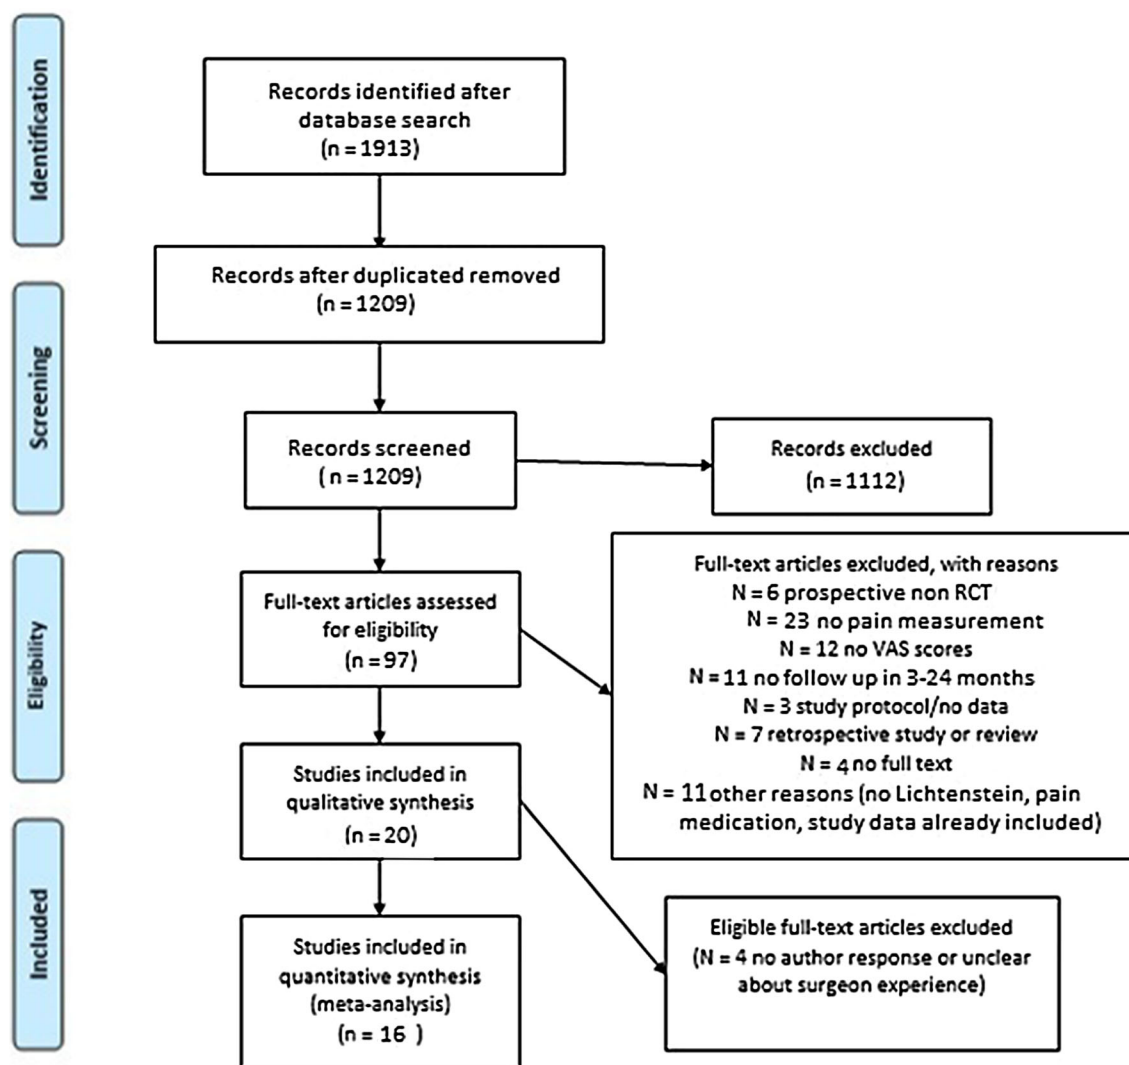 Identification
Records identified after
database search
(n = 1913)
Records after duplicated removed
(n = 1209)
Screening
Records screened
( n = 1209)
Records excluded
(n = 1112)
Eligibility
Full-text articles assessed
for eligibility
(n = 97)
Full-text articles excluded, with reasons
N = 6 prospective non RCT
N = 23 no pain measurement
N = 12 no VAS scores
N = 11 no follow up in 3-24 months
N = 3 study protocol/no data
N = 7 retrospective study or review
N = 4 no full text
N = 11 other reasons (no Lichtenstein, pain
medication, study data already included)
Studies included in
qualitative synthesis
(n = 20)
Included
Eligible full-text articles excluded
(N = 4 no author response or unclear
about surgeon experience)
Studies included in
quantitative synthesis
(meta-analysis)
(n = 16 )